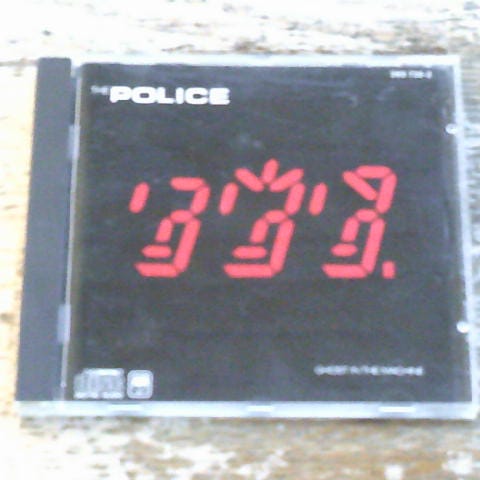 THE
POLICE
GHOST IN THE MACHINE